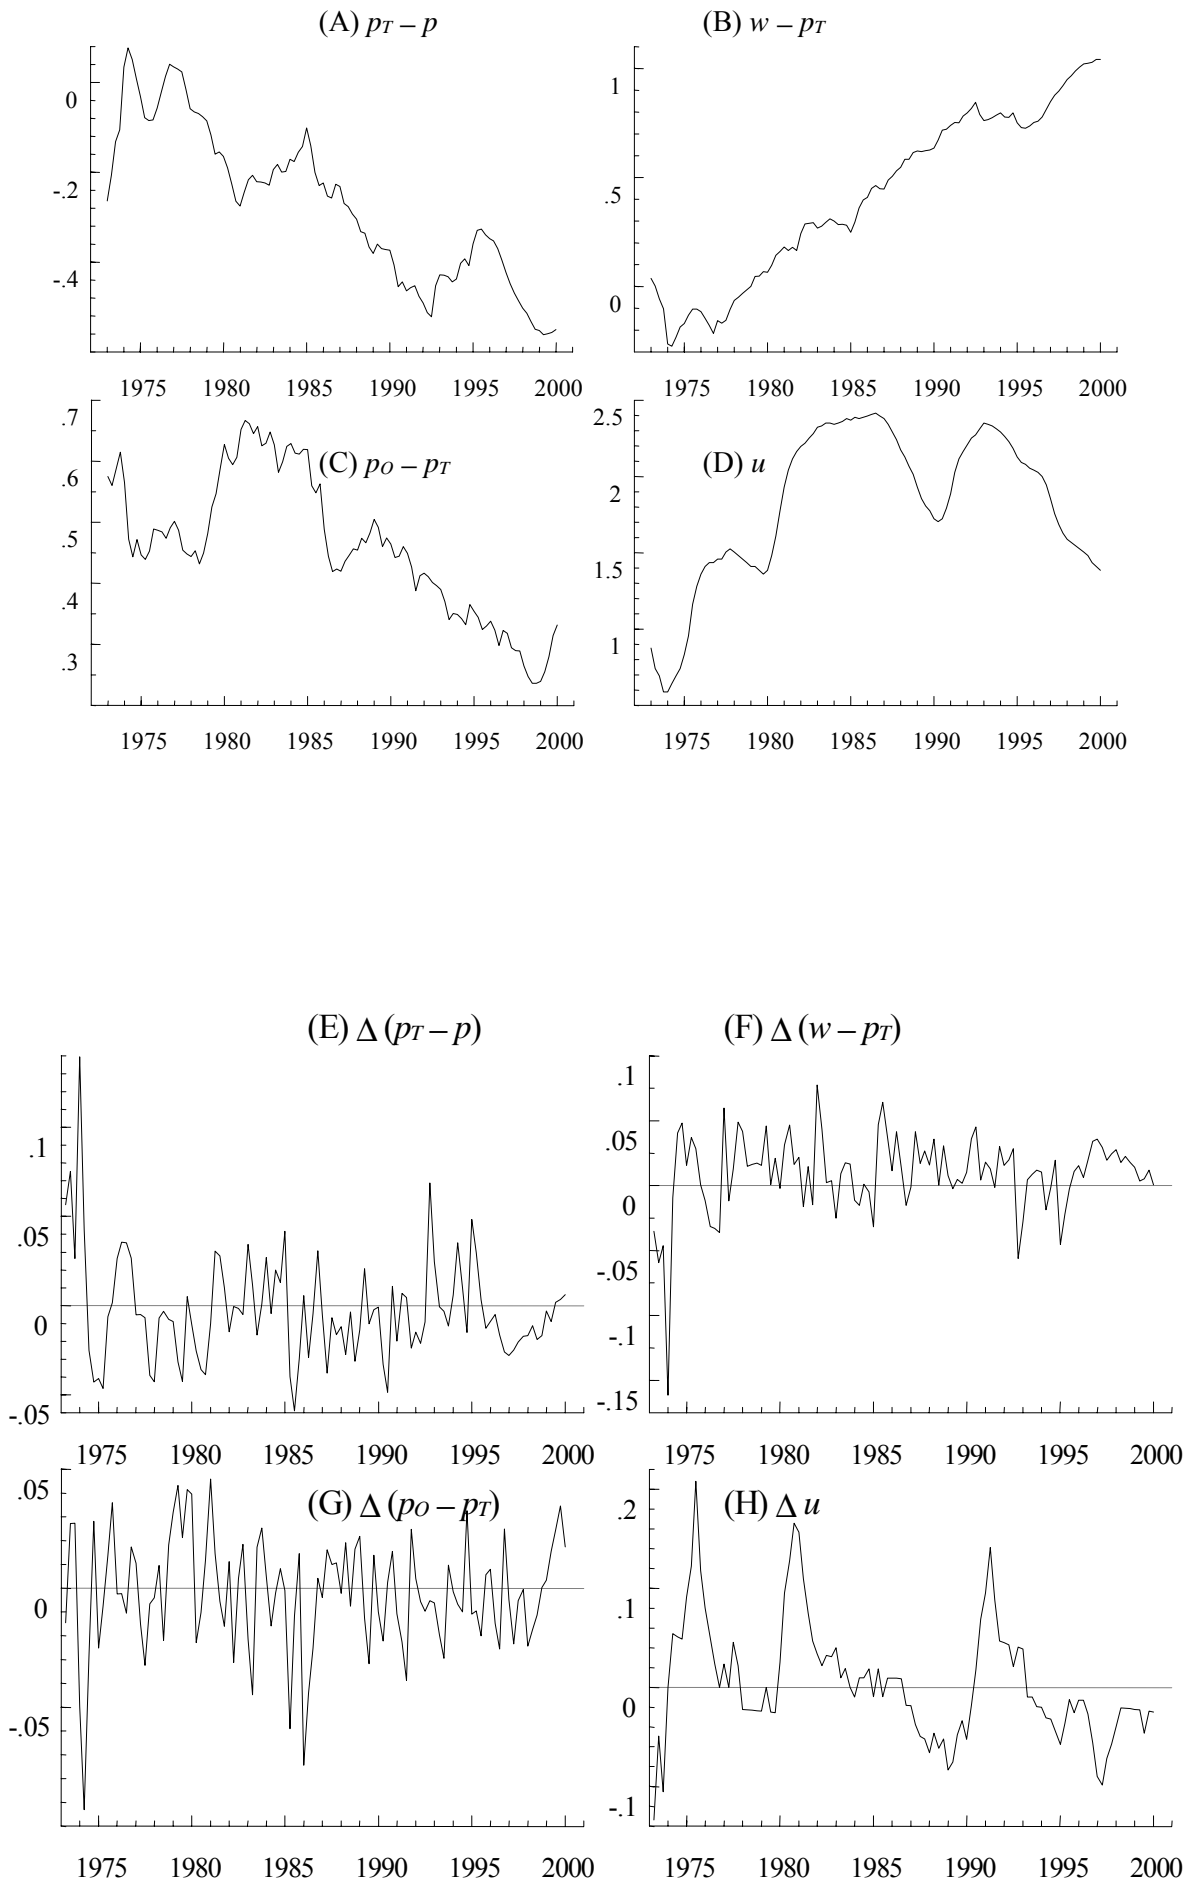 (A) pT – p
(B) w – pT
0
-.2
-.4
1
.5
0
1975 1980 1985 1990 1995 2000
1975 1980 1985 1990 1995 2000
(C) pO – pT
(D) u
.7
.6
.5
.4
.3
2.5
2
1.5
1
1975 1980 1985 1990 1995 2000
1975 1980 1985 1990 1995 2000
(E) Δ (pT – p)
(F) Δ (w – pT)
.1
.05
0
-.05
.1
.05
0
-.05
-.1
-.15
1975 1980 1985 1990 1995 2000
1975 1980 1985 1990 1995 2000
(G) Δ (pO – pT)
(H) Δ u
.05
0
-.05
.2
.1
0
-.1
1975 1980 1985 1990 1995 2000
1975 1980 1985 1990 1995 2000